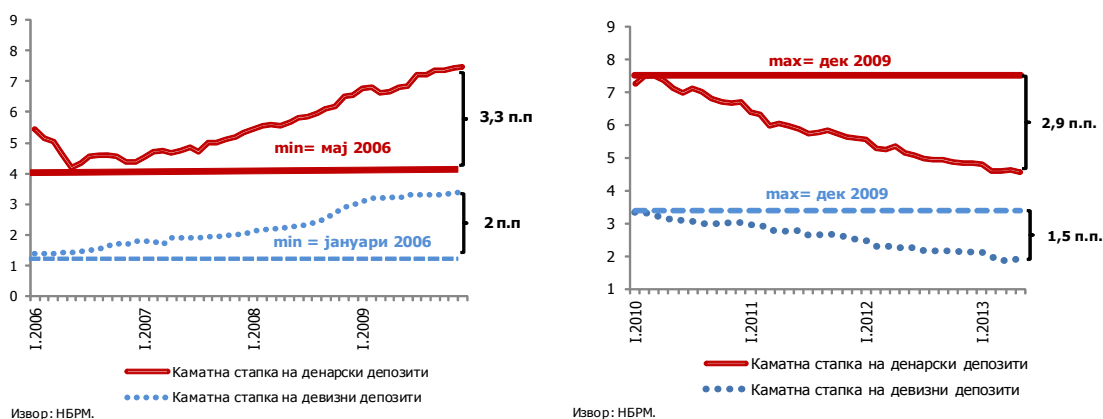 9
8
7
6
5
4
3
2
1
0
3,3 п.п
min= мај 2006
2 п.п
min = јануари 2006
I.2006
I.2007
I.2008
I.2009
Каматна стапка на денарски депозити
Каматна стапка на девизни депозити
Извор: НБРМ.
9
8
7
6
5
4
3
2
1
max= дек 2009
2,9 п.п.
max= дек 2009
1,5 п.п.
I.2010
I.2011
I.2012
I.2013
Каматна стапка на денарски депозити
Каматна стапка на девизни депозити
Извор: НБРМ.